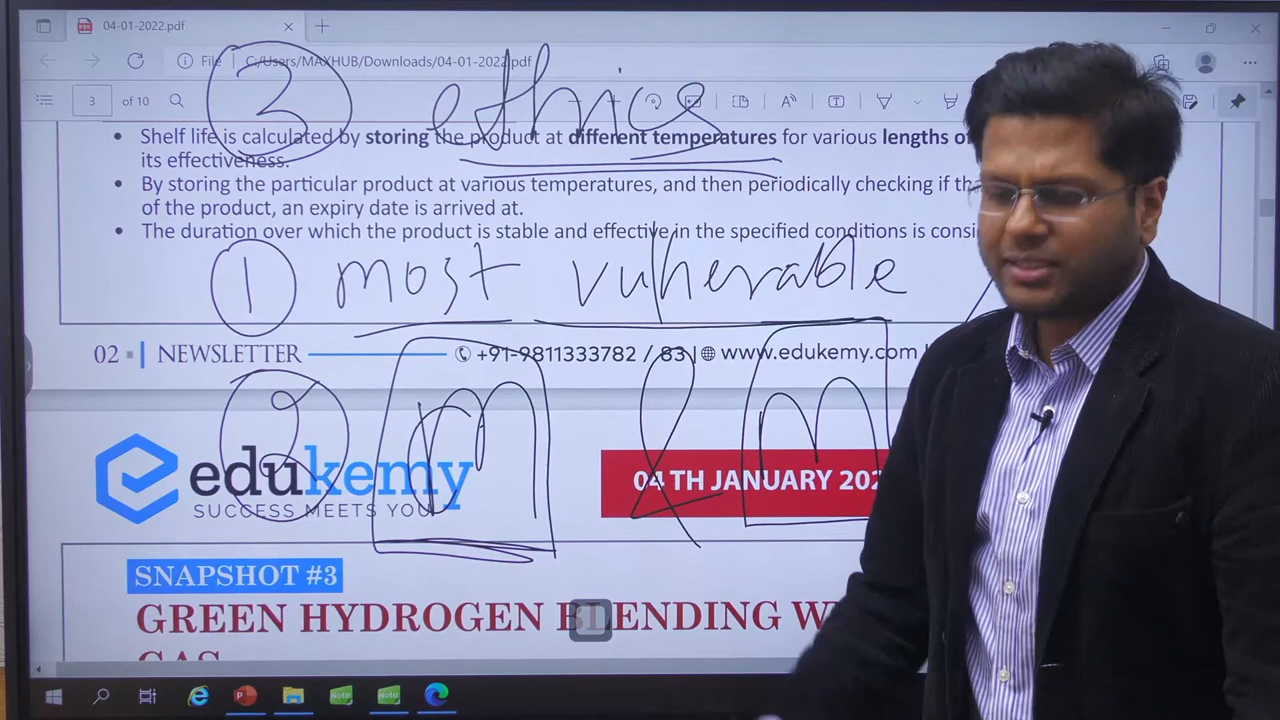 04-01-2022.pdf
File C:/Users/MAXHUB/Downloads/04-01-2022.pdf
3 of 10
3 ethics
Shelf life is calculated by storing the product at different temperatures for various lengths of
its effectiveness.
By storing the particular product at various temperatures, and then periodically checking if th
of the product, an expiry date is arrived at.
The duration over which the product is stable and effective in the specified conditions is consi
1 most vulnerable
02 NEWSLETTER +91-9811333782 / 83 | www.edukemy.com
2 m & m
edukemy
SUCCESS MEETS YOU
04 TH JANUARY 202
SNAPSHOT #3
GREEN HYDROGEN BLENDING W
GAS